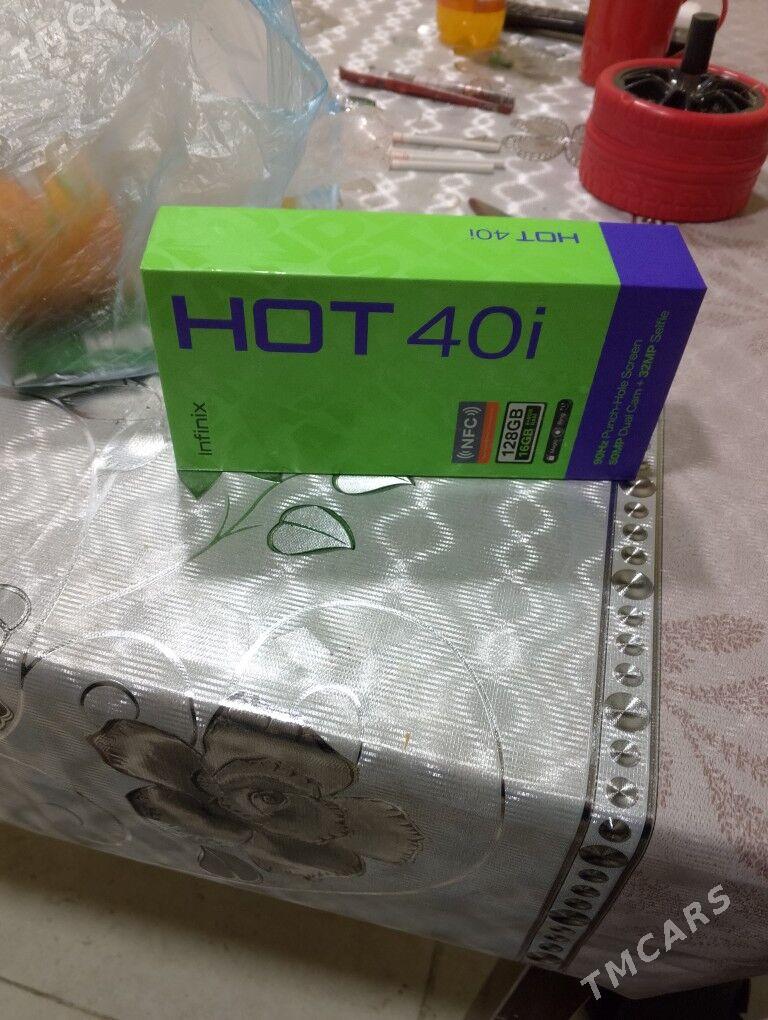 TMCARS
HOT 40i
HOT 40i
Infinix
NFC
128GB
16GB
90Hz Punch-Hole Screen
50MP Dual Cam + 32MP Selfie
TMCARS